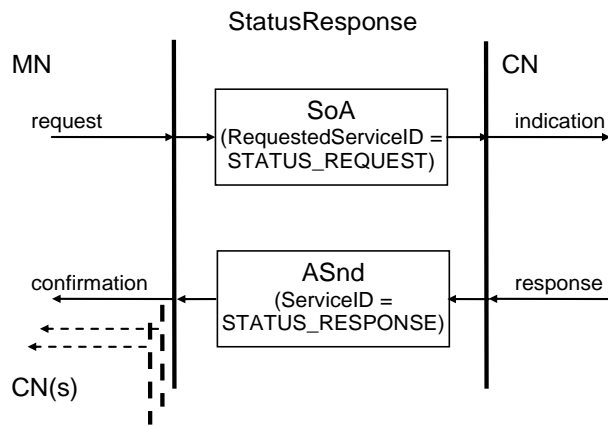 StatusResponse
MN
CN
request
SoA
(RequestedServiceID =
STATUS_REQUEST)
indication
confirmation
ASnd
(ServiceID =
STATUS_RESPONSE)
response
CN(s)